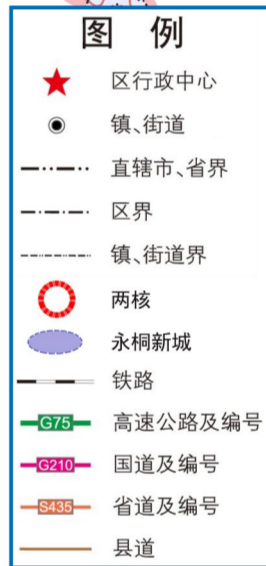 图 例
区行政中心
镇、街道
直辖市、省界
区界
镇、街道界
两核
永桐新城
铁路
G75 高速公路及编号
G210 国道及编号
S435 省道及编号
县道